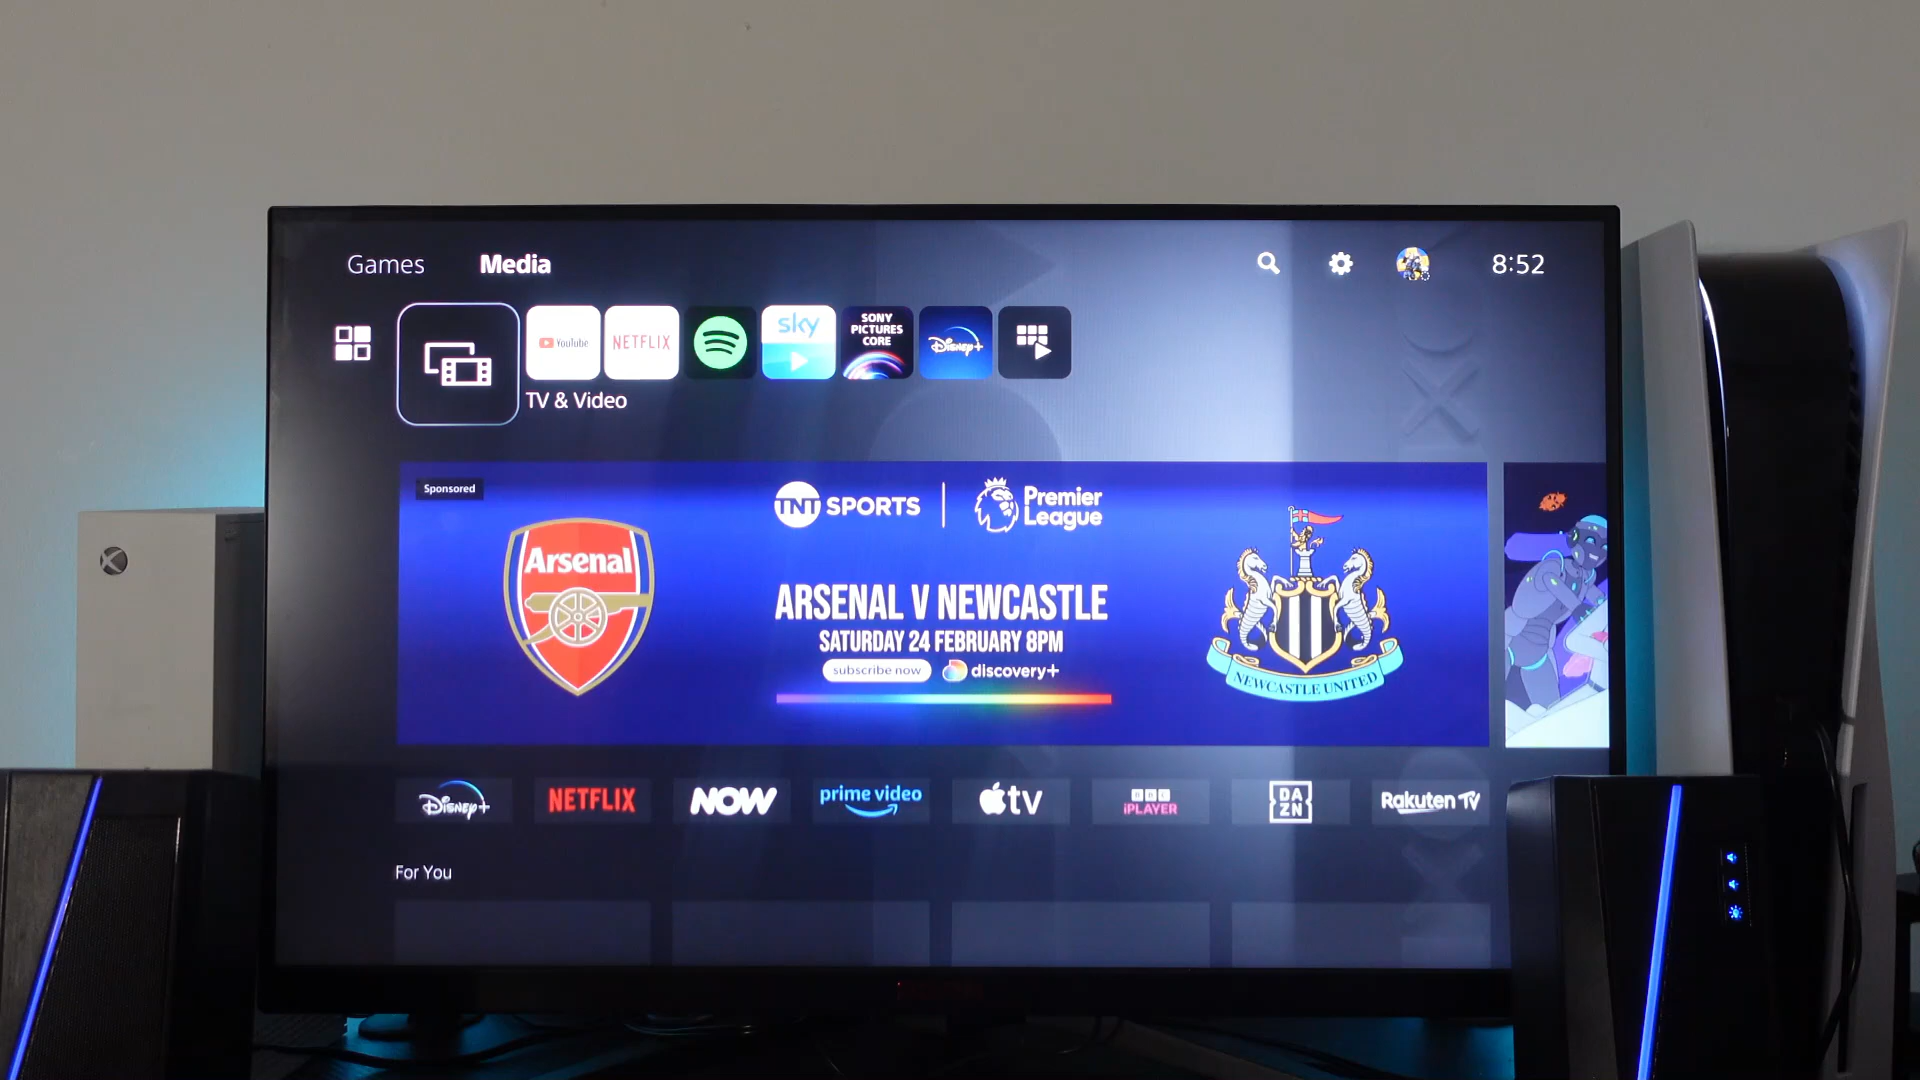 Games Media 8:52
YouTube NETFLIX sky SONY PICTURES CORE Disney+
TV & Video
Sponsored
TNT SPORTS Premier League
Arsenal
ARSENAL V NEWCASTLE
SATURDAY 24 FEBRUARY 8PM
subscribe now discovery+
NEWCASTLE UNITED
Disney+ NETFLIX NOW prime video tv BBC iPLAYER DAZN Rakuten TV
For You